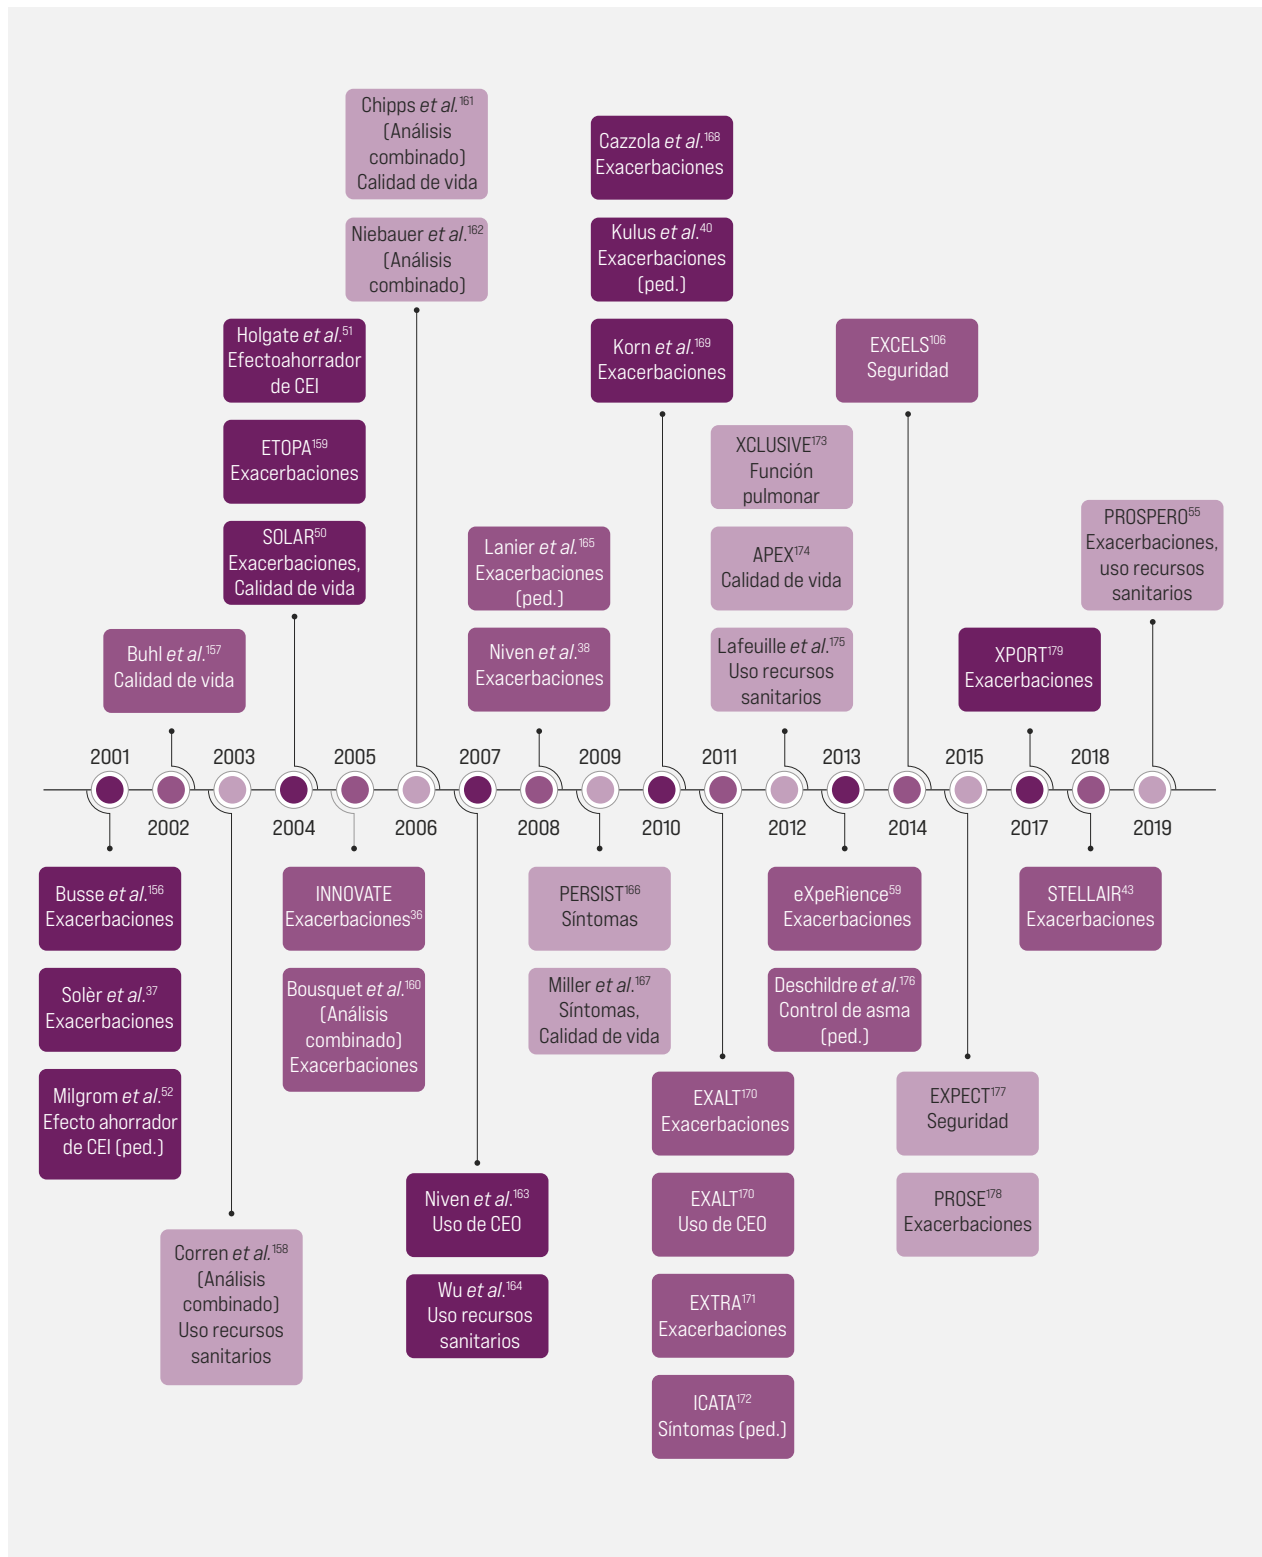 Chipps et al.161
(Análisis
combinado)
Calidad de vida
Niebauer et al.162
(Análisis
combinado)
Cazzola et al.168
Exacerbaciones
Kulus et al.40
Exacerbaciones
(ped.)
Korn et al.169
Exacerbaciones
Holgate et al.51
Efectoahorrador
de CEI
ETOPA159
Exacerbaciones
SOLAR50
Exacerbaciones,
Calidad de vida
EXCELS106
Seguridad
XCLUSIVE173
Función
pulmonar
APEX174
Calidad de vida
Lafeuille et al.175
Uso recursos
sanitarios
Lanier et al.165
Exacerbaciones
(ped.)
Niven et al.38
Exacerbaciones
PROSPERO55
Exacerbaciones,
uso recursos
sanitarios
Buhl et al.157
Calidad de vida
XPORT179
Exacerbaciones
2001
2003
2005
2007
2009
2011
2013
2015
2018
2002
2004
2006
2008
2010
2012
2014
2017
2019
Busse et al.156
Exacerbaciones
Solèr et al.37
Exacerbaciones
Milgrom et al.52
Efecto ahorrador
de CEI (ped.)
INNOVATE
Exacerbaciones36
Bousquet et al.160
(Análisis
combinado)
Exacerbaciones
PERSIST166
Síntomas
Miller et al.167
Síntomas,
Calidad de vida
eXpeRience59
Exacerbaciones
Deschildre et al.176
Control de asma
(ped.)
STELLAIR43
Exacerbaciones
EXALT170
Exacerbaciones
EXALT170
Uso de CEO
EXTRA171
Exacerbaciones
ICATA172
Síntomas (ped.)
EXPECT177
Seguridad
PROSE178
Exacerbaciones
Niven et al.163
Uso de CEO
Wu et al.164
Uso recursos
sanitarios
Corren et al.158
(Análisis
combinado)
Uso recursos
sanitarios